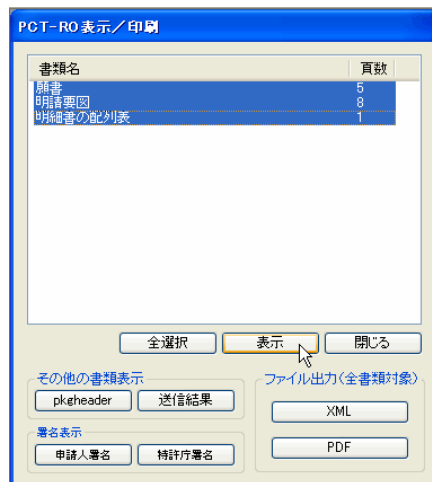 PCT-RO表示/印刷
書類名 頁数
願書 5
明請要図 8
明細書の配列表 1
全選択 表示 閉じる
その他の書類表示 ファイル出力(全書類対象)
pkgheader 送信結果 XML
署名表示
申請人署名 特許庁署名 PDF